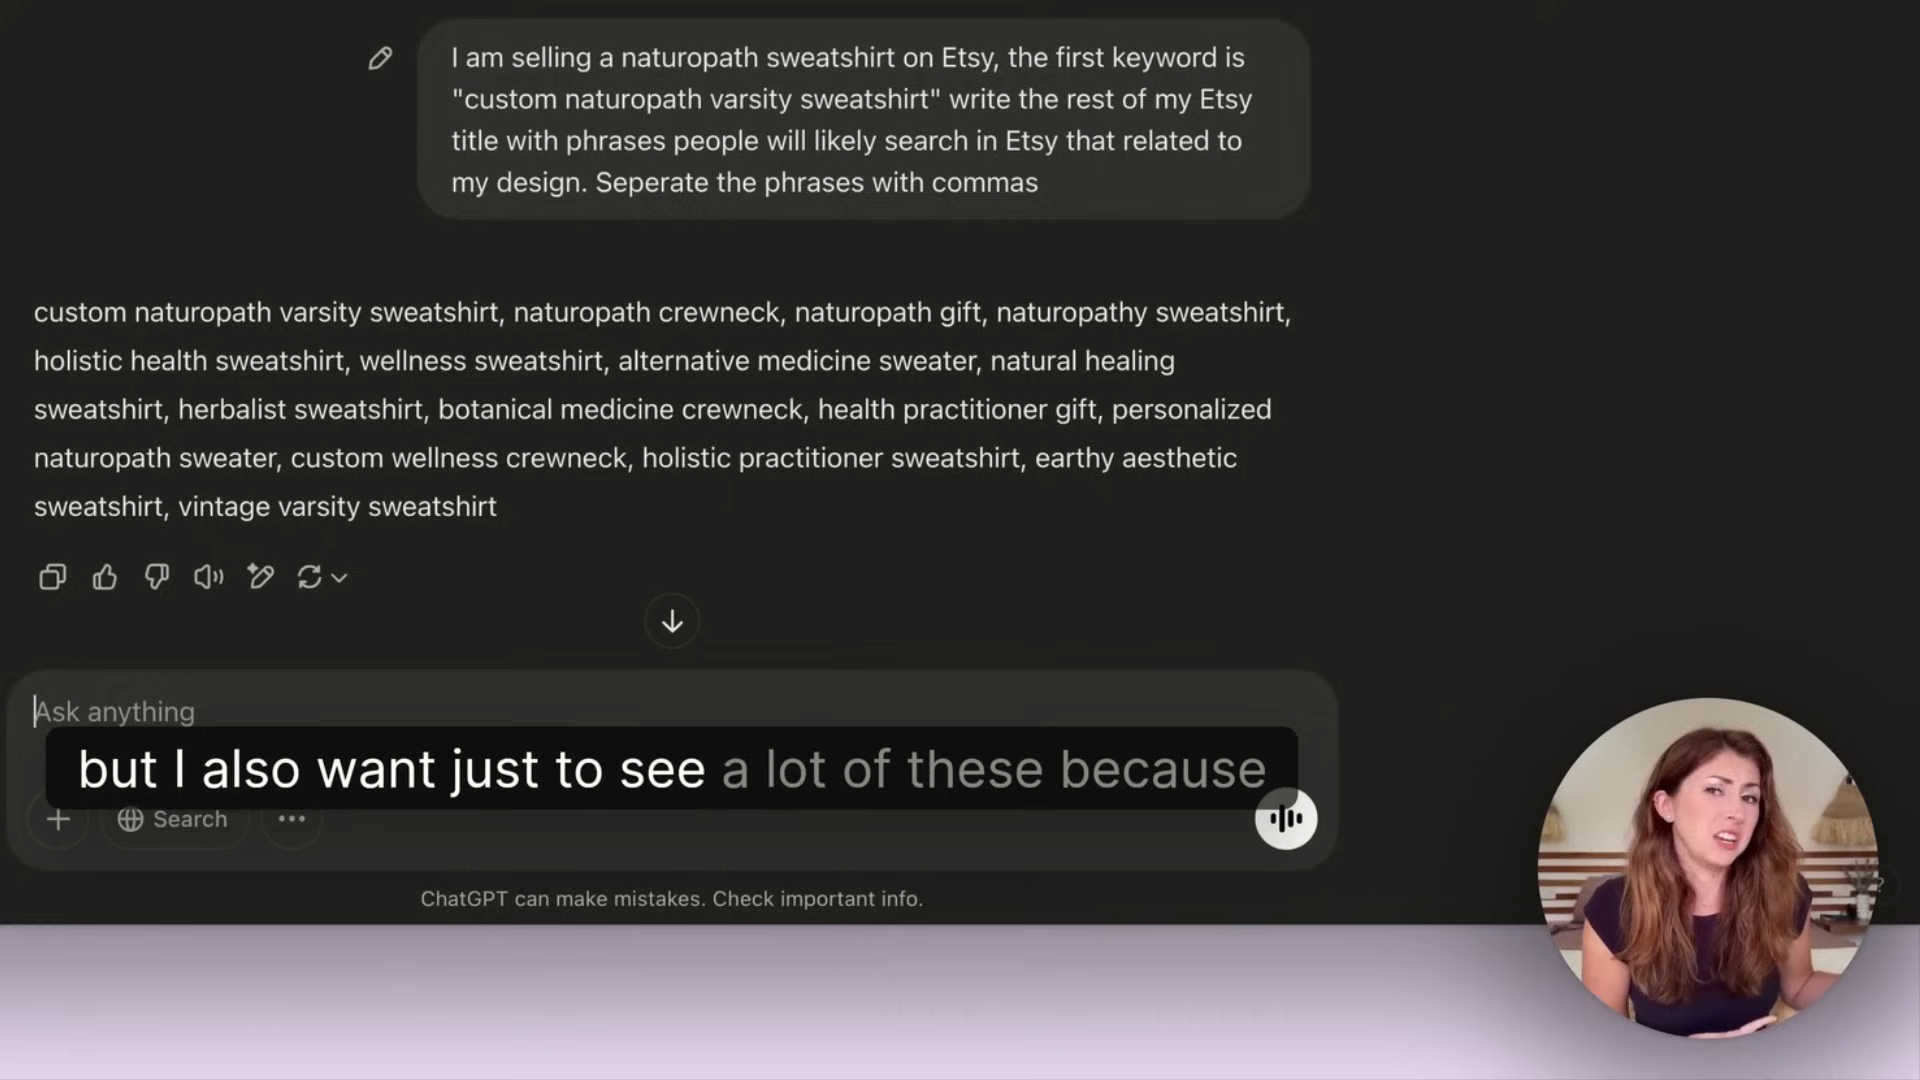 I am selling a naturopath sweatshirt on Etsy, the first keyword is
"custom naturopath varsity sweatshirt" write the rest of my Etsy
title with phrases people will likely search in Etsy that related to
my design. Seperate the phrases with commas
custom naturopath varsity sweatshirt, naturopath crewneck, naturopath gift, naturopathy sweatshirt,
holistic health sweatshirt, wellness sweatshirt, alternative medicine sweater, natural healing
sweatshirt, herbalist sweatshirt, botanical medicine crewneck, health practitioner gift, personalized
naturopath sweater, custom wellness crewneck, holistic practitioner sweatshirt, earthy aesthetic
sweatshirt, vintage varsity sweatshirt
Ask anything
but I also want just to see a lot of these because
Search
ChatGPT can make mistakes. Check important info.
?